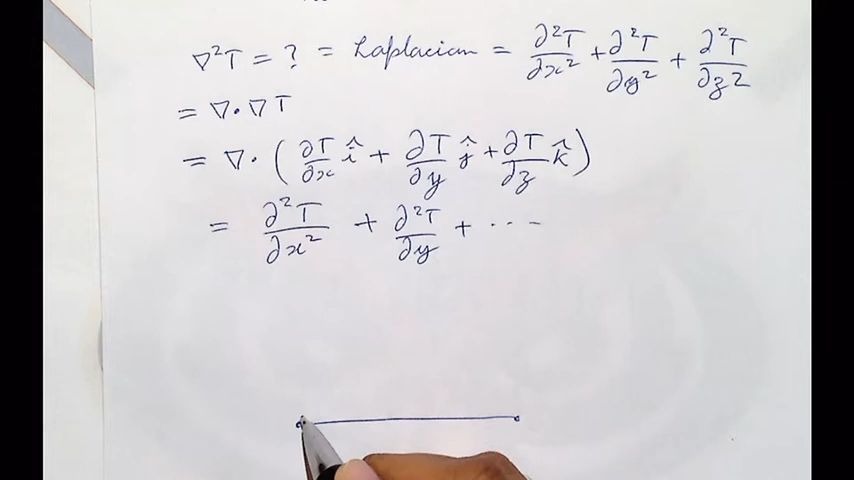 ∇²T = ? = Laplacian = ∂²T/∂x² + ∂²T/∂y² + ∂²T/∂z²
= ∇·∇T
= ∇·(∂T/∂x î + ∂T/∂y ĵ + ∂T/∂z k̂)
= ∂²T/∂x² + ∂²T/∂y + ...